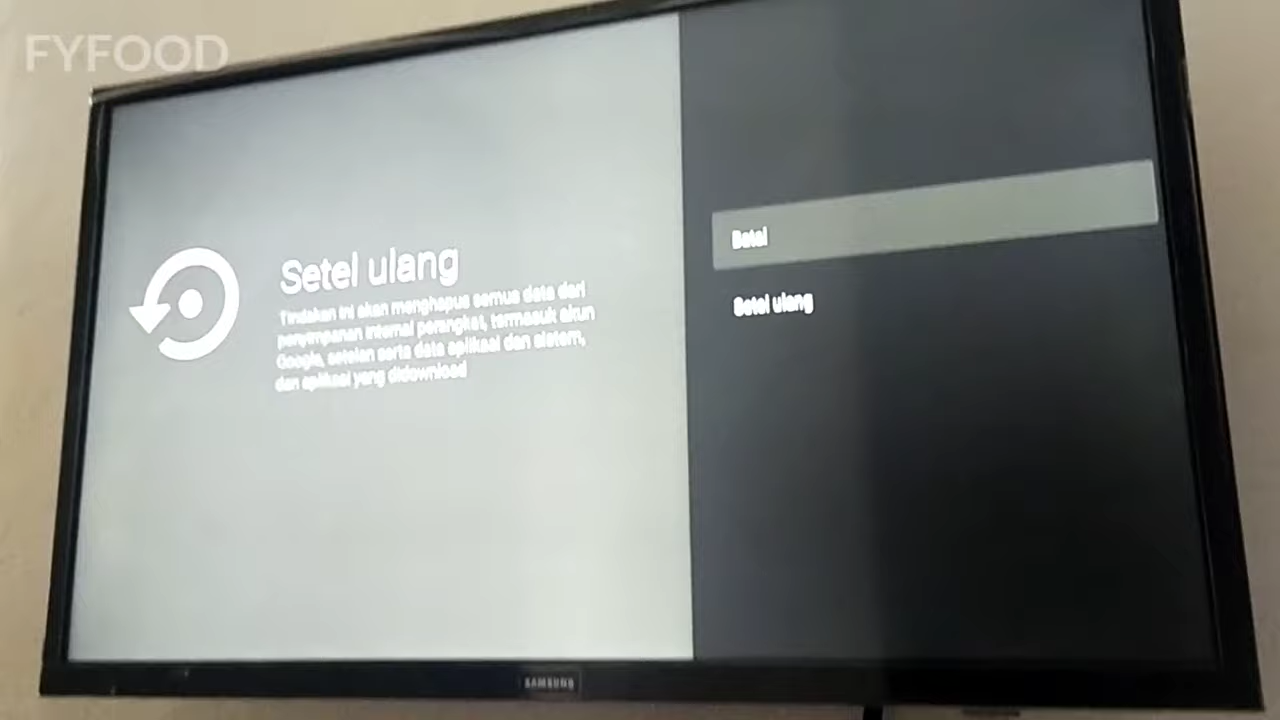 FYFOOD
Setel ulang
Tindakan ini akan menghapus semua data dari
penyimpanan internal perangkat, termasuk akun
Google, setelan serta data aplikasi dan sistem,
dan aplikasi yang didownload
Batal
Setel ulang
SAMSUNG